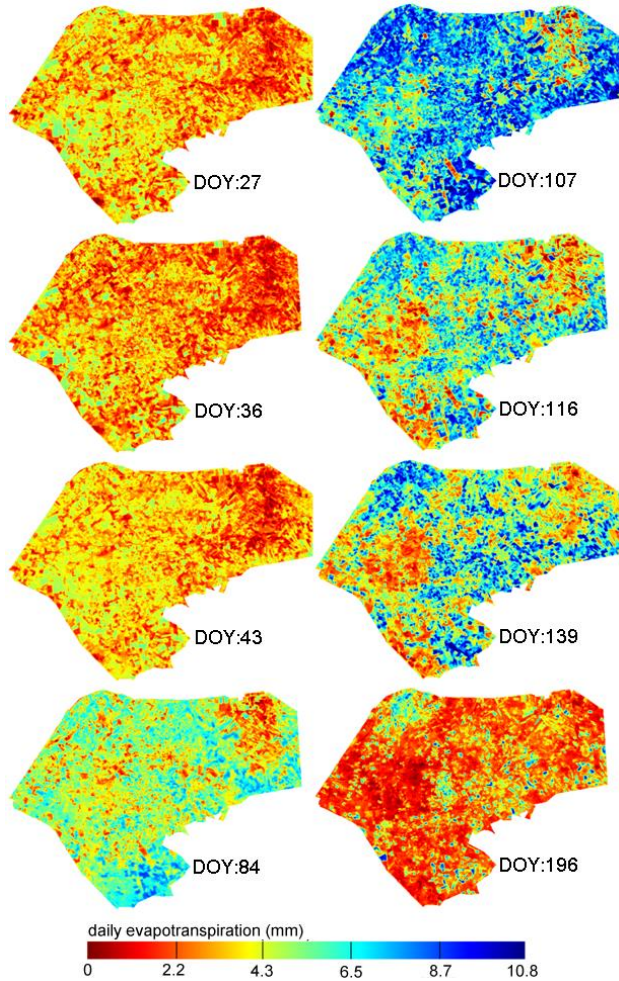 DOY:27
DOY:107
DOY:36
DOY:116
DOY:43
DOY:139
DOY:84
DOY:196
daily evapotranspiration (mm)
0 2.2 4.3 6.5 8.7 10.8